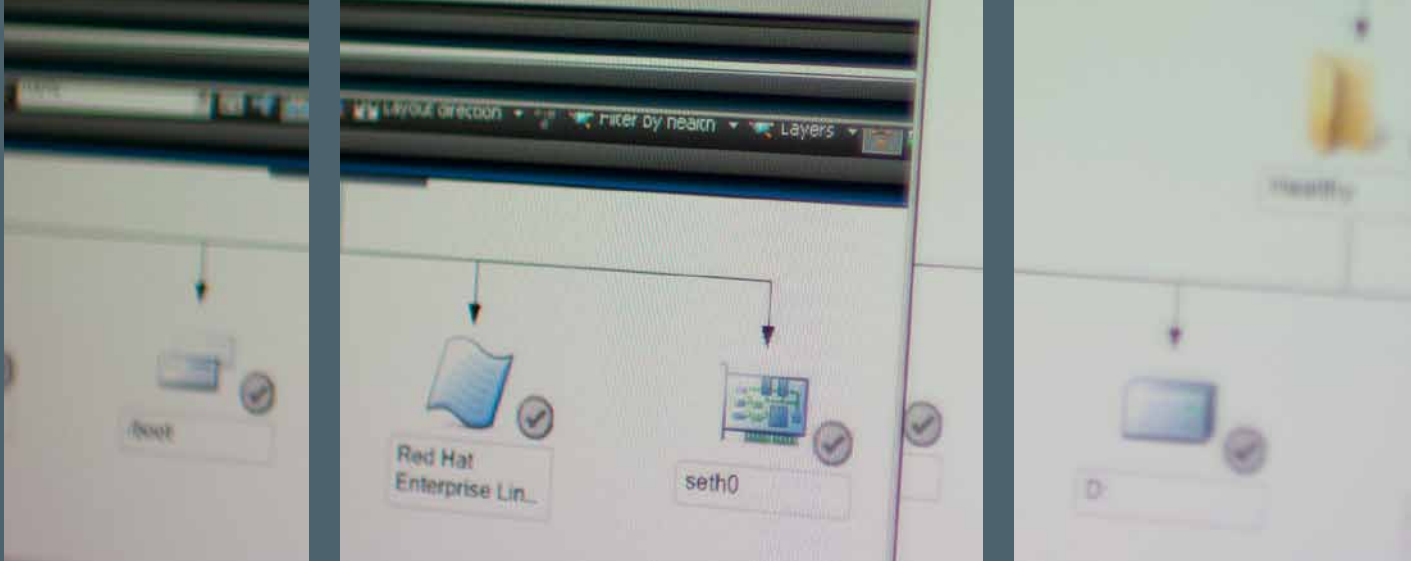 Layout direction
Filter by health
Layers
/boot
Red Hat
Enterprise Lin...
seth0
Healthy
D: